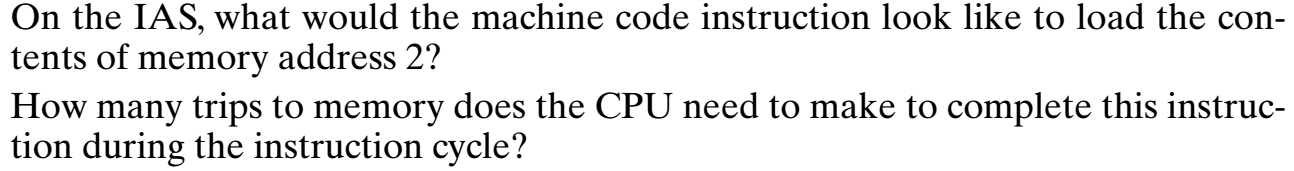 On the IAS, what would the machine code instruction look like to load the con-
tents of memory address 2?
How many trips to memory does the CPU need to make to complete this instruc-
tion during the instruction cycle?